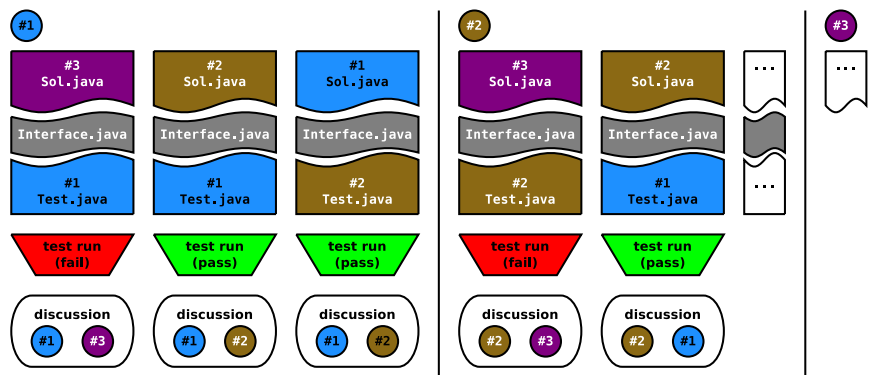 #1
#2
#3
#3
Sol.java
#2
Sol.java
#1
Sol.java
#3
Sol.java
#2
Sol.java
...
...
Interface.java
Interface.java
Interface.java
Interface.java
Interface.java
#1
Test.java
#1
Test.java
#2
Test.java
#2
Test.java
#1
Test.java
...
test run
(fail)
test run
(pass)
test run
(pass)
test run
(fail)
test run
(pass)
discussion
#1 #3
discussion
#1 #2
discussion
#1 #2
discussion
#2 #3
discussion
#2 #1